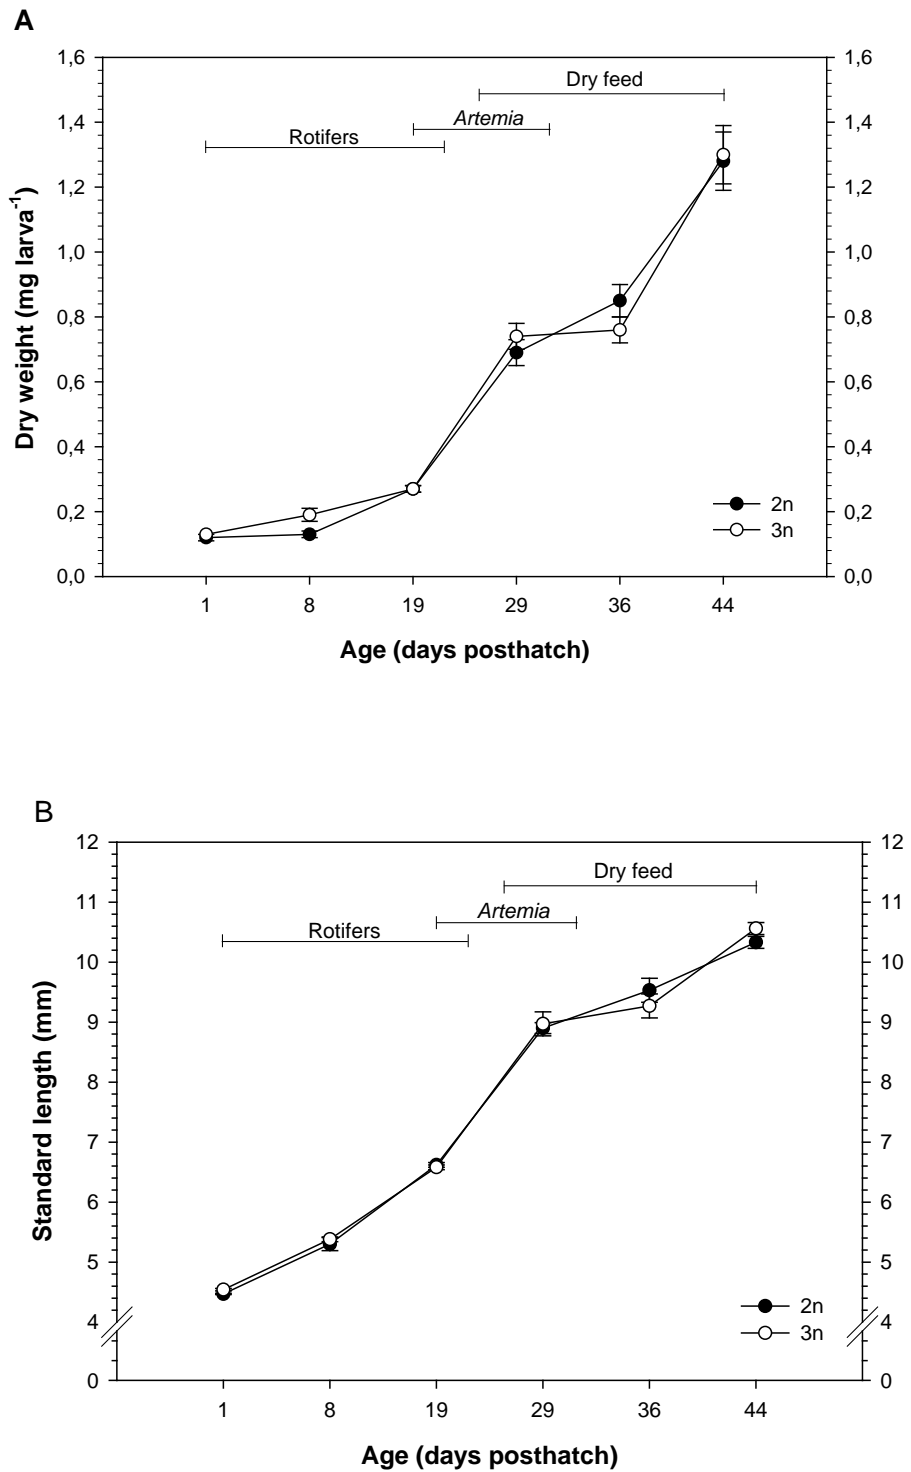 A
1,6 1,6
Dry feed
1,4 Artemia 1,4
Rotifers
1,2 1,2
1,0 1,0
0,8 0,8
0,6 0,6
0,4 0,4
2n
0,2 0,2
3n
0,0 0,0
1 8 19 29 36 44
Age (days posthatch)
Dry weight (mg larva-1)
B
12 12
Dry feed
11 11
Artemia
Rotifers
10 10
9 9
8 8
7 7
6 6
5 5
2n
4 4
3n
0 0
1 8 19 29 36 44
Age (days posthatch)
Standard length (mm)